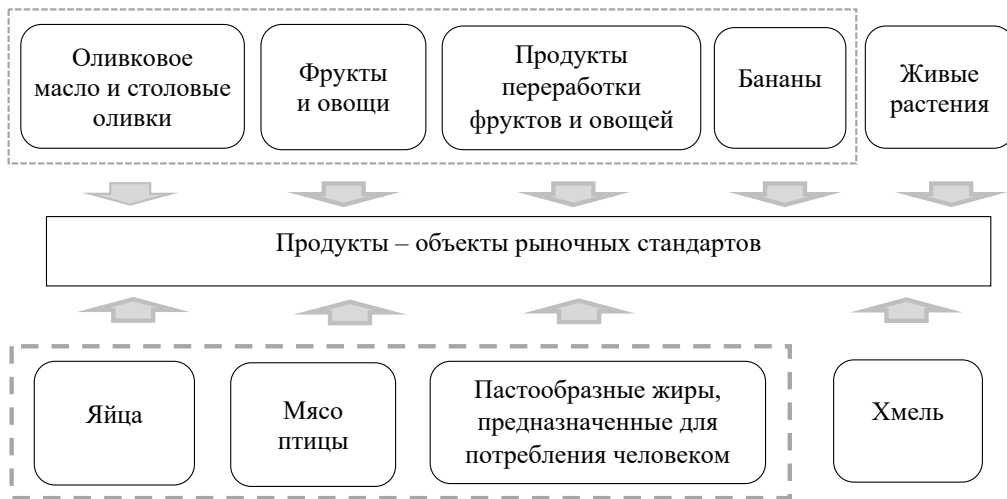 Оливковое
масло и столовые
оливки
Фрукты
и овощи
Продукты
переработки
фруктов и овощей
Бананы
Живые
растения
Продукты – объекты рыночных стандартов
Яйца
Мясо
птицы
Пастообразные жиры,
предназначенные для
потребления человеком
Хмель